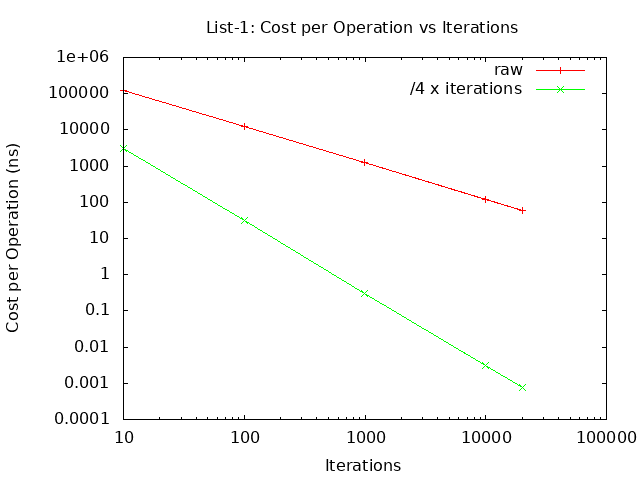 List-1: Cost per Operation vs Iterations
raw
/4 x iterations
Cost per Operation (ns)
1e+06
100000
10000
1000
100
10
1
0.1
0.01
0.001
0.0001
10 100 1000 10000 100000
Iterations